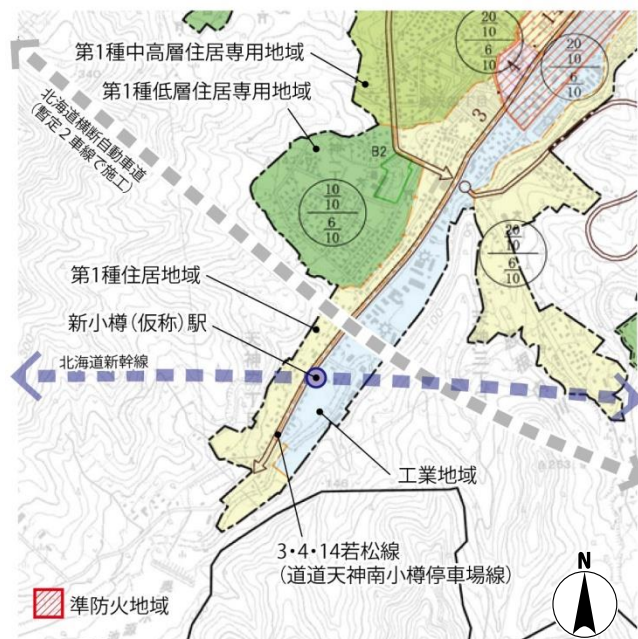 第1種中高層住居専用地域
第1種低層住居専用地域
北海道横断自動車道
（暫定2車線で施工）
20
10
6
10
20
10
6
10
3
B2
10
10
6
10
20
10
6
10
第1種住居地域
新小樽（仮称）駅
北海道新幹線
工業地域
3・4・14若松線
（道道天神南小樽停車場線）
準防火地域
N